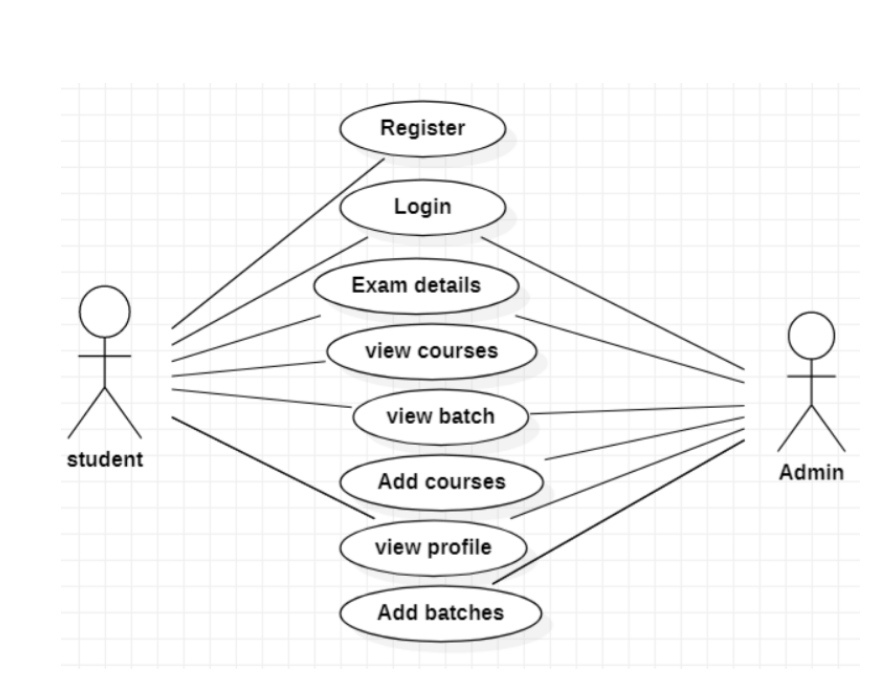 Register
Login
Exam details
view courses
view batch
student
Admin
Add courses
view profile
Add batches